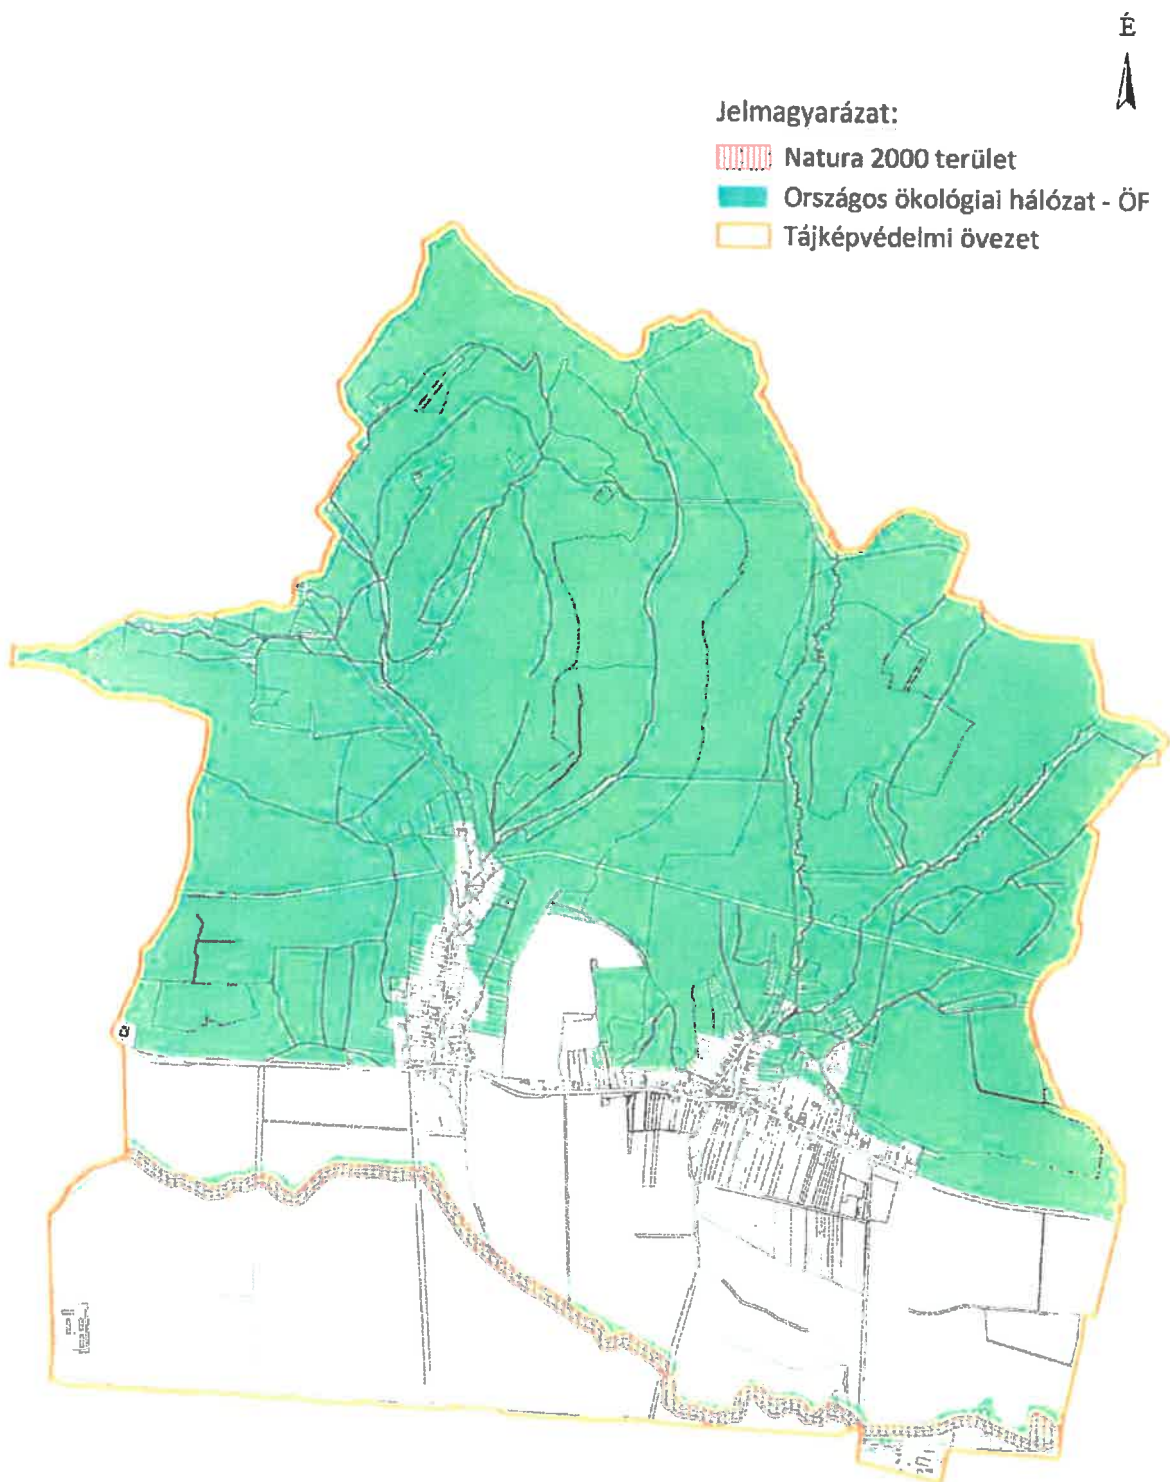 É
Jelmagyarázat:
Natura 2000 terület
Országos ökológiai hálózat - ÖF
Tájképvédelmi övezet